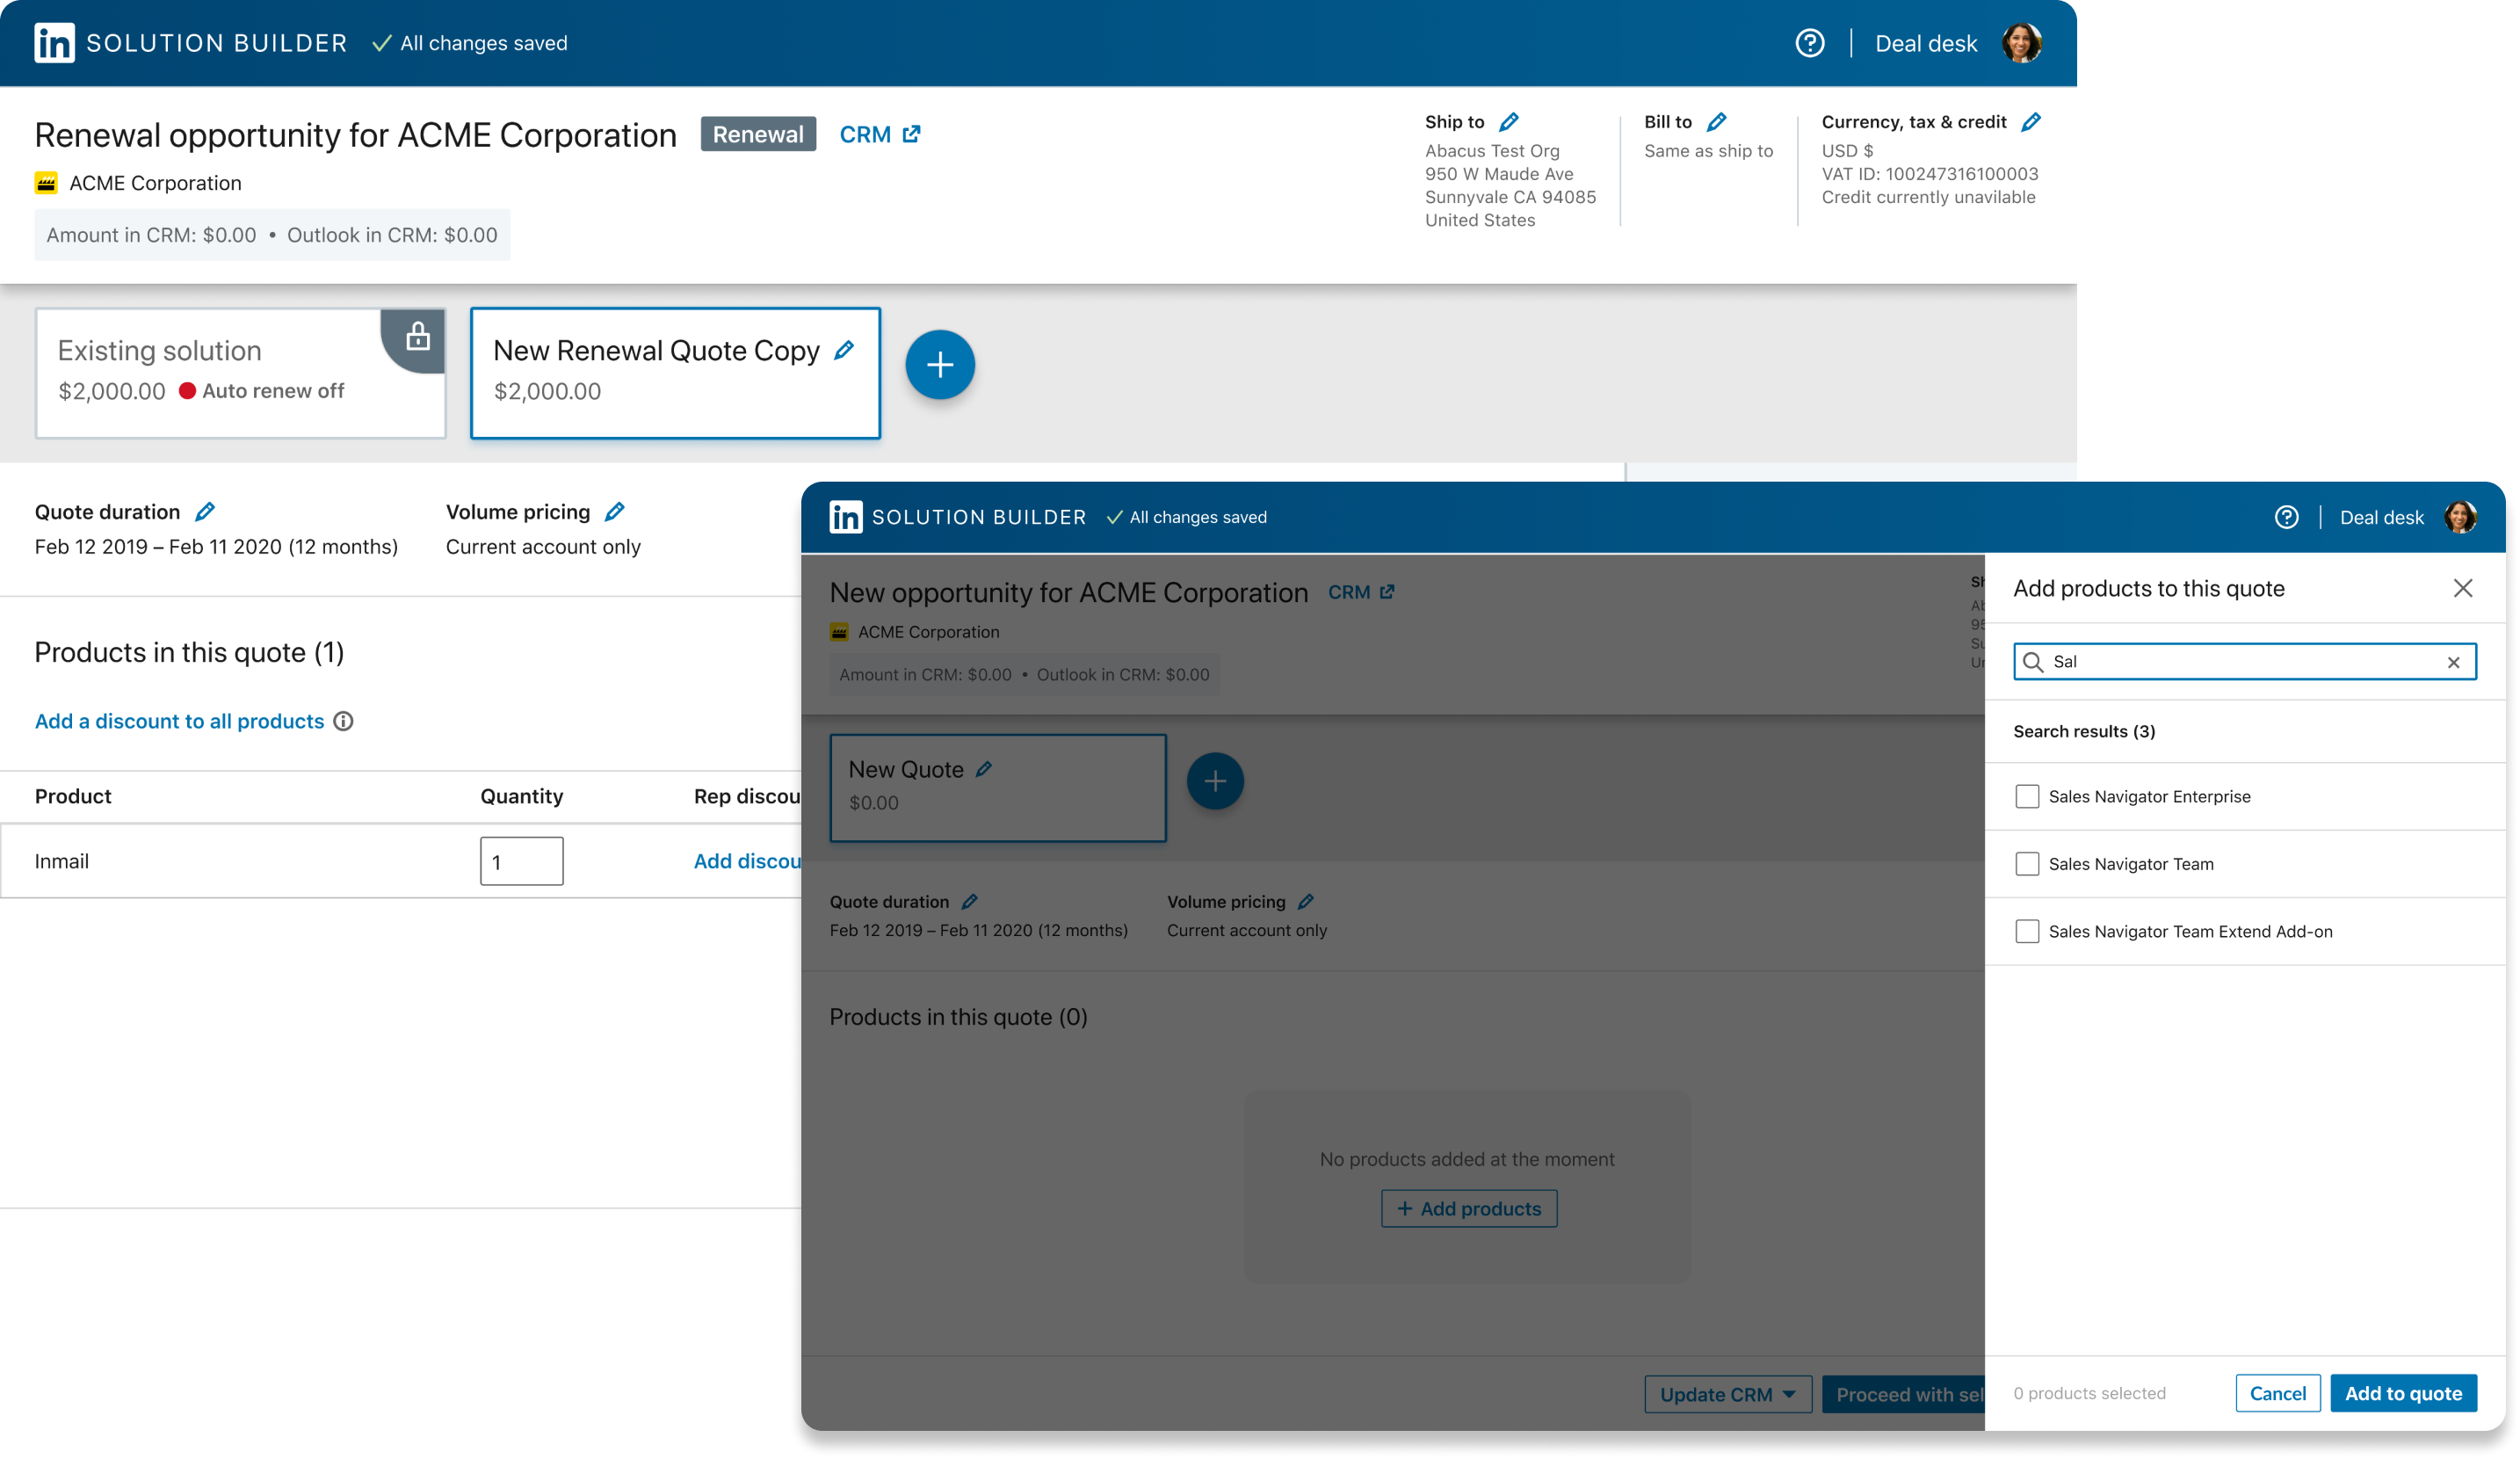 in SOLUTION BUILDER All changes saved Deal desk
Renewal opportunity for ACME Corporation Renewal CRM
ACME Corporation
Amount in CRM: $0.00 • Outlook in CRM: $0.00
Ship to
Abacus Test Org
950 W Maude Ave
Sunnyvale CA 94085
United States
Bill to
Same as ship to
Currency, tax & credit
USD $
VAT ID: 100247316100003
Credit currently unavailable
Existing solution
$2,000.00 Auto renew off
New Renewal Quote Copy
$2,000.00
Quote duration
Feb 12 2019 – Feb 11 2020 (12 months)
Volume pricing
Current account only
Products in this quote (1)
Add a discount to all products
Product Quantity Rep discou
Inmail 1 Add discou
in SOLUTION BUILDER All changes saved Deal desk
New opportunity for ACME Corporation CRM
ACME Corporation
Amount in CRM: $0.00 • Outlook in CRM: $0.00
New Quote
$0.00
Quote duration
Feb 12 2019 – Feb 11 2020 (12 months)
Volume pricing
Current account only
Products in this quote (0)
No products added at the moment
+ Add products
Update CRM Proceed with sel
Add products to this quote
Sal
Search results (3)
Sales Navigator Enterprise
Sales Navigator Team
Sales Navigator Team Extend Add-on
0 products selected Cancel Add to quote